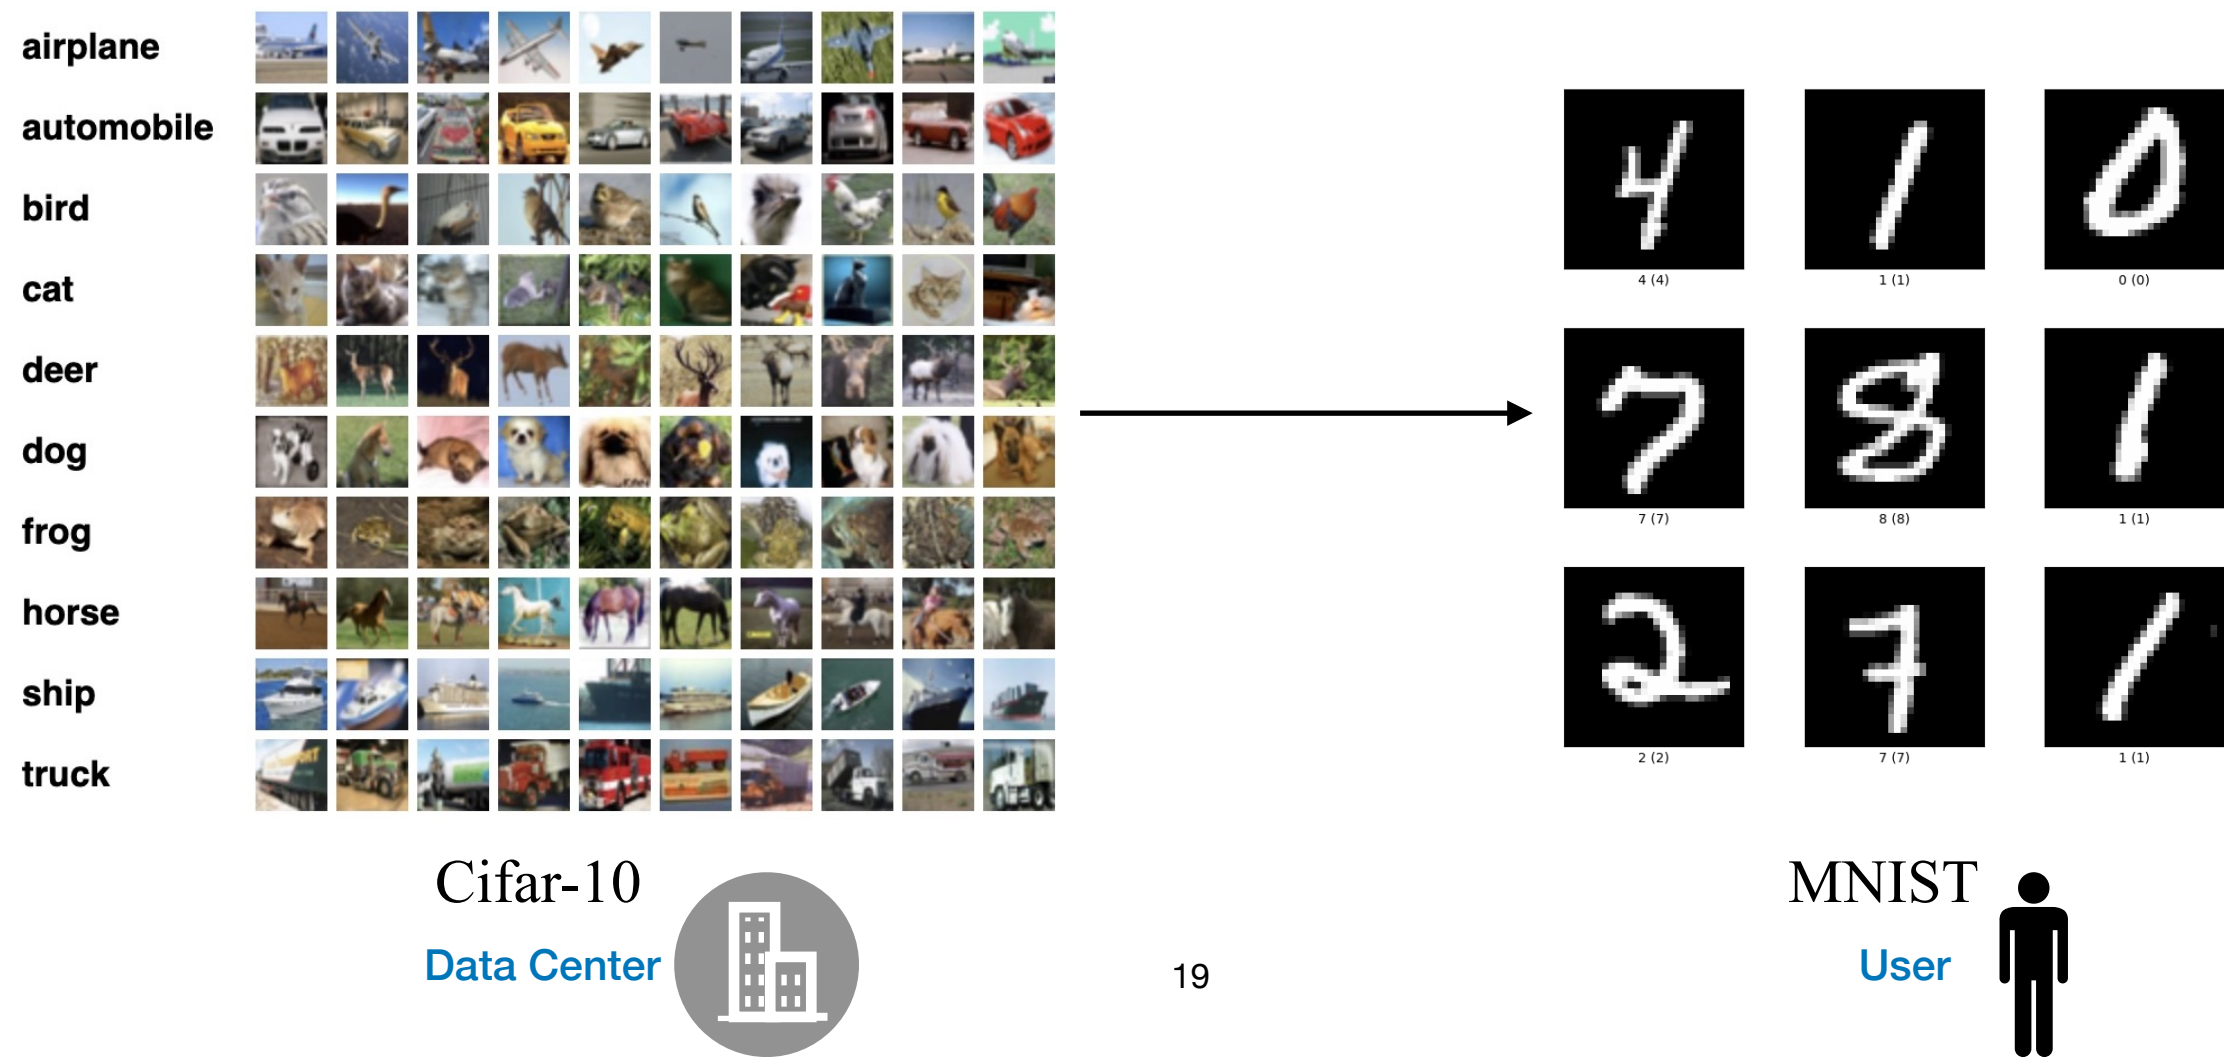 airplane
automobile
bird
cat
deer
dog
frog
horse
ship
truck
4 (4)
1 (1)
0 (0)
7 (7)
8 (8)
1 (1)
2 (2)
7 (7)
1 (1)
Cifar-10
Data Center
19
MNIST
User